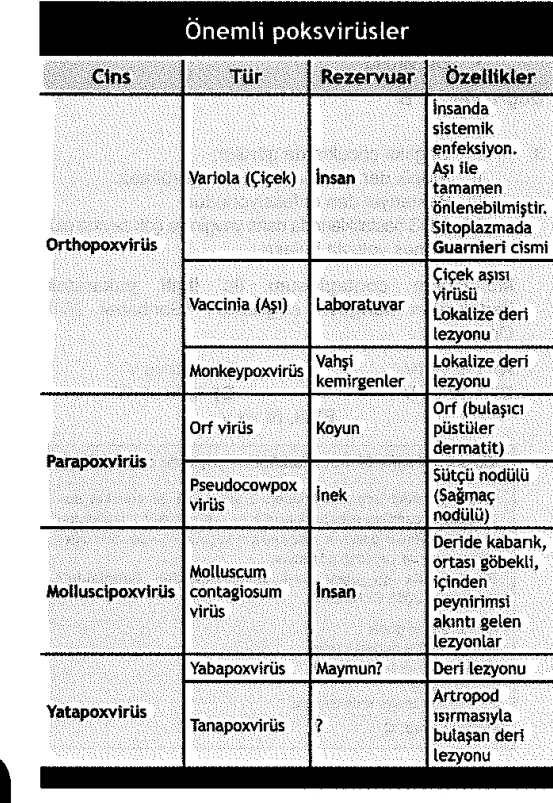 Önemli poksvirüsler
Cins Tür Rezervuar Özellikler
Orthopoxvirüs
Variola (Çiçek)
İnsan
İnsanda
sistemik
enfeksiyon.
Aşı ile
tamamen
önlenebilmiştir.
Sitoplazmada
Guarnieri cismi
Vaccinia (Aşı)
Laboratuvar
Çiçek aşısı
virüsü
Lokalize deri
lezyonu
Monkeypoxvirüs
Vahşi
kemirgenler
Lokalize deri
lezyonu
Parapoxvirüs
Orf virüs
Koyun
Orf (bulaşıcı
püstüler
dermatit)
Pseudocowpox
virüs
İnek
Sütçü nodülü
(Sağmaç
nodülü)
Molluscipoxvirüs
Molluscum
contagiosum
virüs
İnsan
Deride kabarık,
ortası göbekli,
içinden
peynirimsi
akıntı gelen
lezyonlar
Yatapoxvirüs
Yabapoxvirüs
Maymun?
Deri lezyonu
Tanapoxvirüs
?
Artropod
ısırmasıyla
bulaşan deri
lezyonu